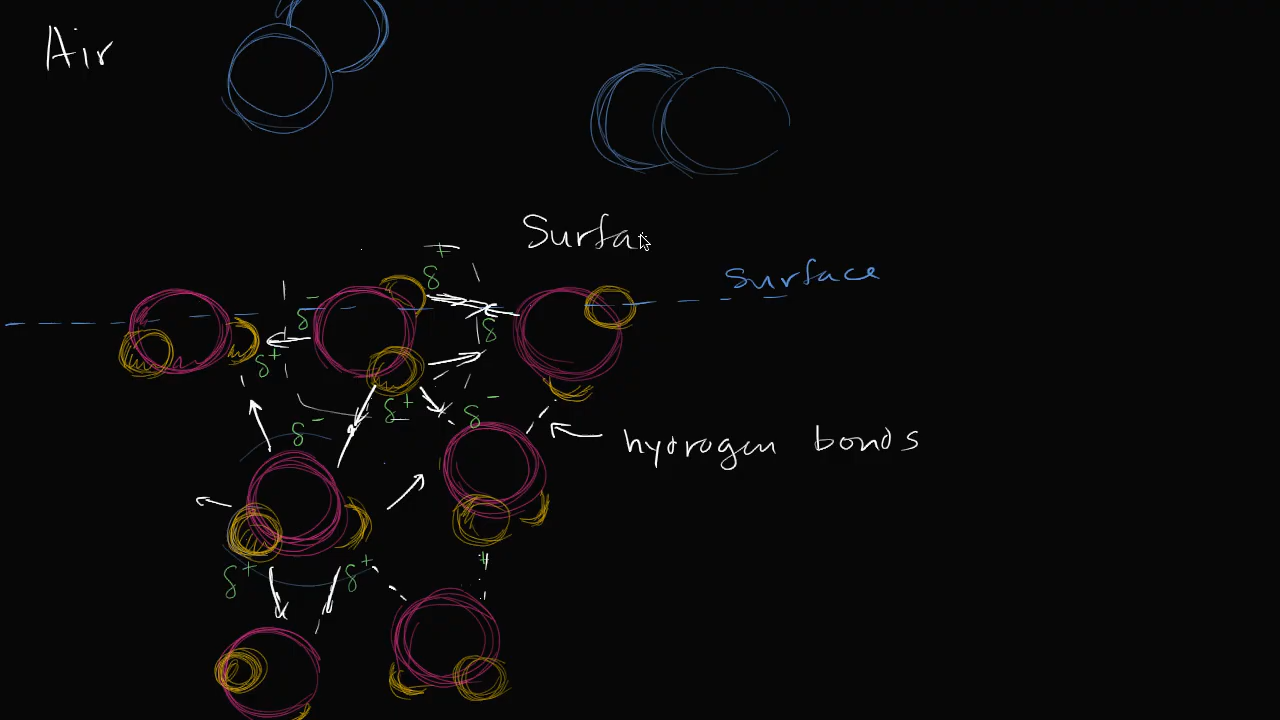 Air
Surfa
surface
δ+
δ-
δ
δ+
δ+
δ-
δ-
hydrogen bonds
δ+
δ+